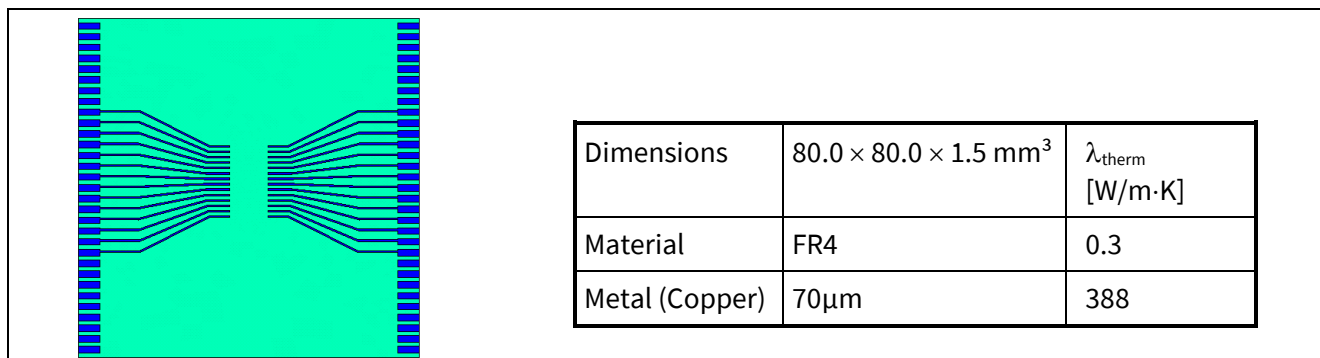 Dimensions 80.0 × 80.0 × 1.5 mm³ λtherm
[W/m·K]
Material FR4 0.3
Metal (Copper) 70µm 388